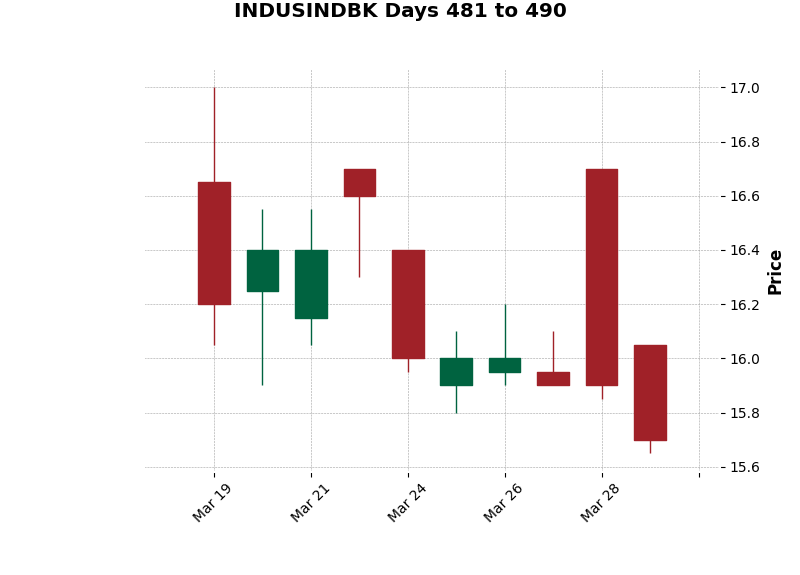 INDUSINDBK Days 481 to 490
17.0
16.8
16.6
16.4
16.2
16.0
15.8
15.6
Price
Mar 19
Mar 21
Mar 24
Mar 26
Mar 28